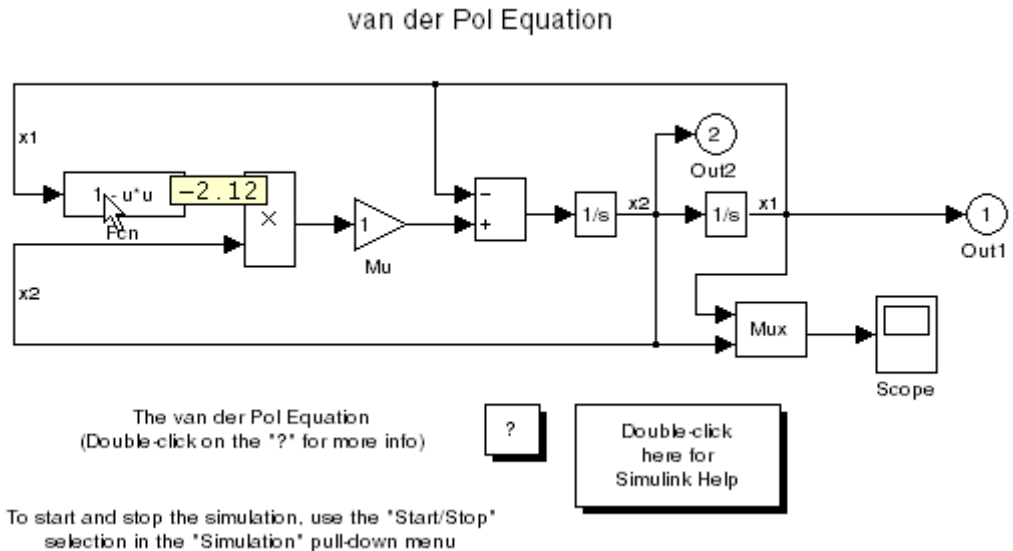 van der Pol Equation
x1
1 - u*u
-2.12
Fcn
×
1
Mu
−
+
1/s
x2
2
Out2
1/s
x1
1
Out1
x2
Mux
Scope
The van der Pol Equation
(Double-click on the "?" for more info)
?
Double-click
here for
Simulink Help
To start and stop the simulation, use the "Start/Stop"
selection in the "Simulation" pull-down menu